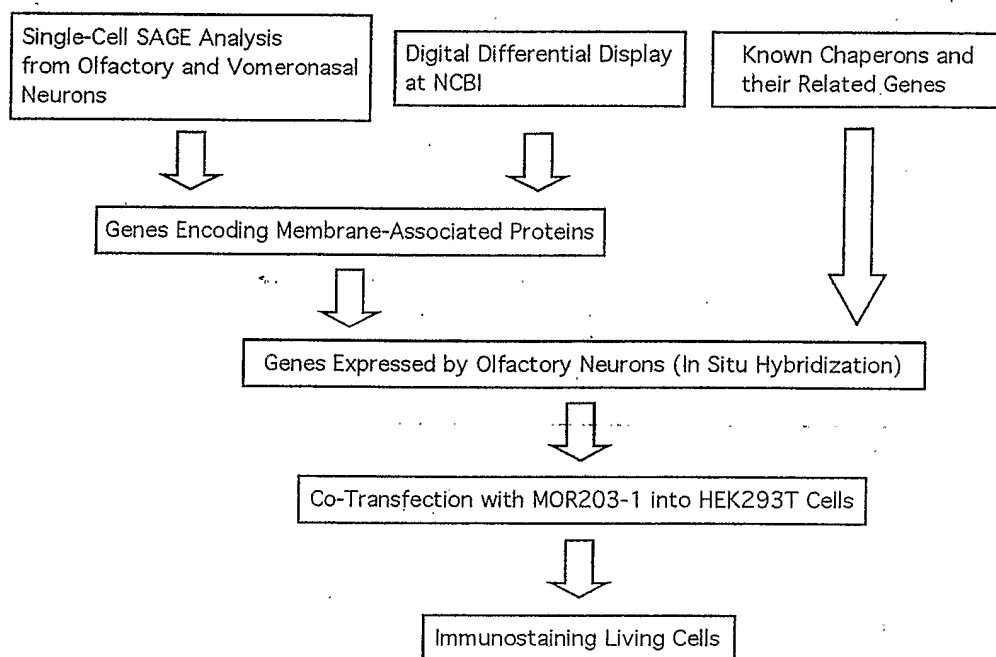 Single-Cell SAGE Analysis
from Olfactory and Vomeronasal
Neurons
Digital Differential Display
at NCBI
Known Chaperons and
their Related Genes
Genes Encoding Membrane-Associated Proteins
Genes Expressed by Olfactory Neurons (In Situ Hybridization)
Co-Transfection with MOR203-1 into HEK293T Cells
Immunostaining Living Cells